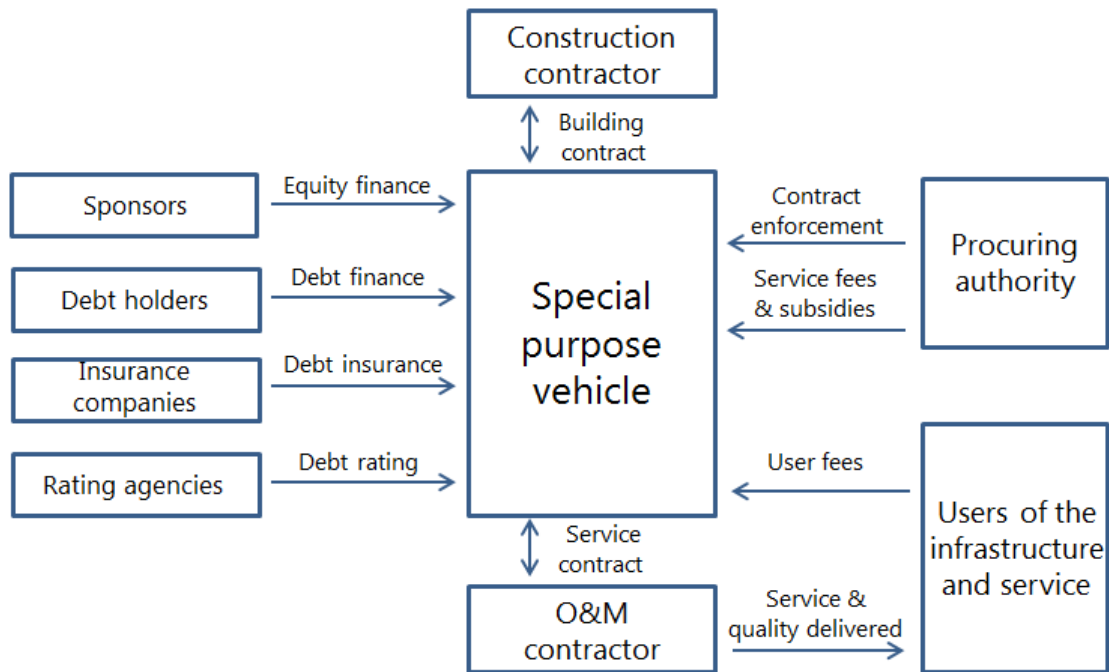 Construction
contractor
Building
contract
Sponsors
Equity finance
Debt holders
Debt finance
Insurance
companies
Debt insurance
Rating agencies
Debt rating
Special
purpose
vehicle
Contract
enforcement
Service fees
& subsidies
Procuring
authority
User fees
Users of the
infrastructure
and service
Service
contract
O&M
contractor
Service &
quality delivered